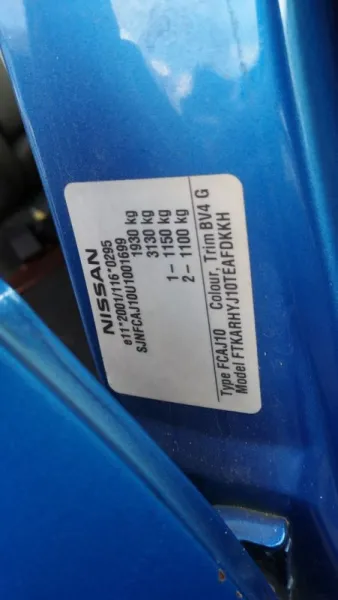 NISSAN
e11*2001/116*0295
SJNFCAJ10U1001699
1930 kg
3130 kg
1– 1150 kg
2– 1100 kg
Type FCAJ10 Colour, Trim BV4 G
Model FTKARHYJ10TEAFDKKH